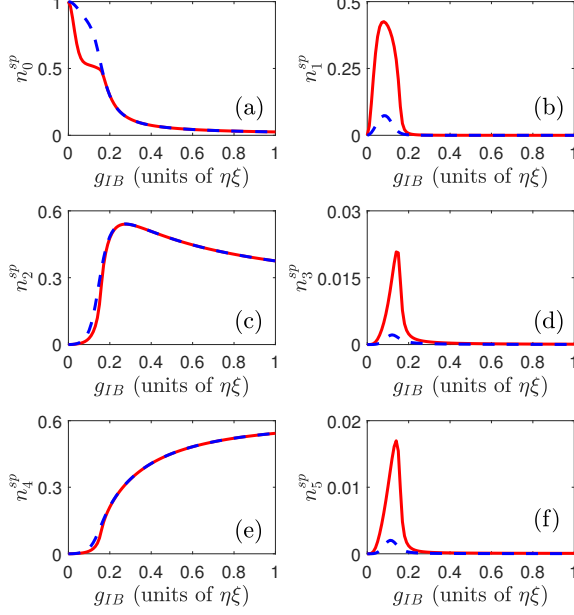 1
0.5
0
n_0^{sp}
(a)
0 0.2 0.4 0.6 0.8 1
g_{IB} (units of ηξ)
0.5
0.25
0
n_1^{sp}
(b)
0 0.2 0.4 0.6 0.8 1
g_{IB} (units of ηξ)
0.6
0.3
0
n_2^{sp}
(c)
0 0.2 0.4 0.6 0.8 1
g_{IB} (units of ηξ)
0.03
0.015
0
n_3^{sp}
(d)
0 0.2 0.4 0.6 0.8 1
g_{IB} (units of ηξ)
0.6
0.3
0
n_4^{sp}
(e)
0 0.2 0.4 0.6 0.8 1
g_{IB} (units of ηξ)
0.02
0.01
0
n_5^{sp}
(f)
0 0.2 0.4 0.6 0.8 1
g_{IB} (units of ηξ)